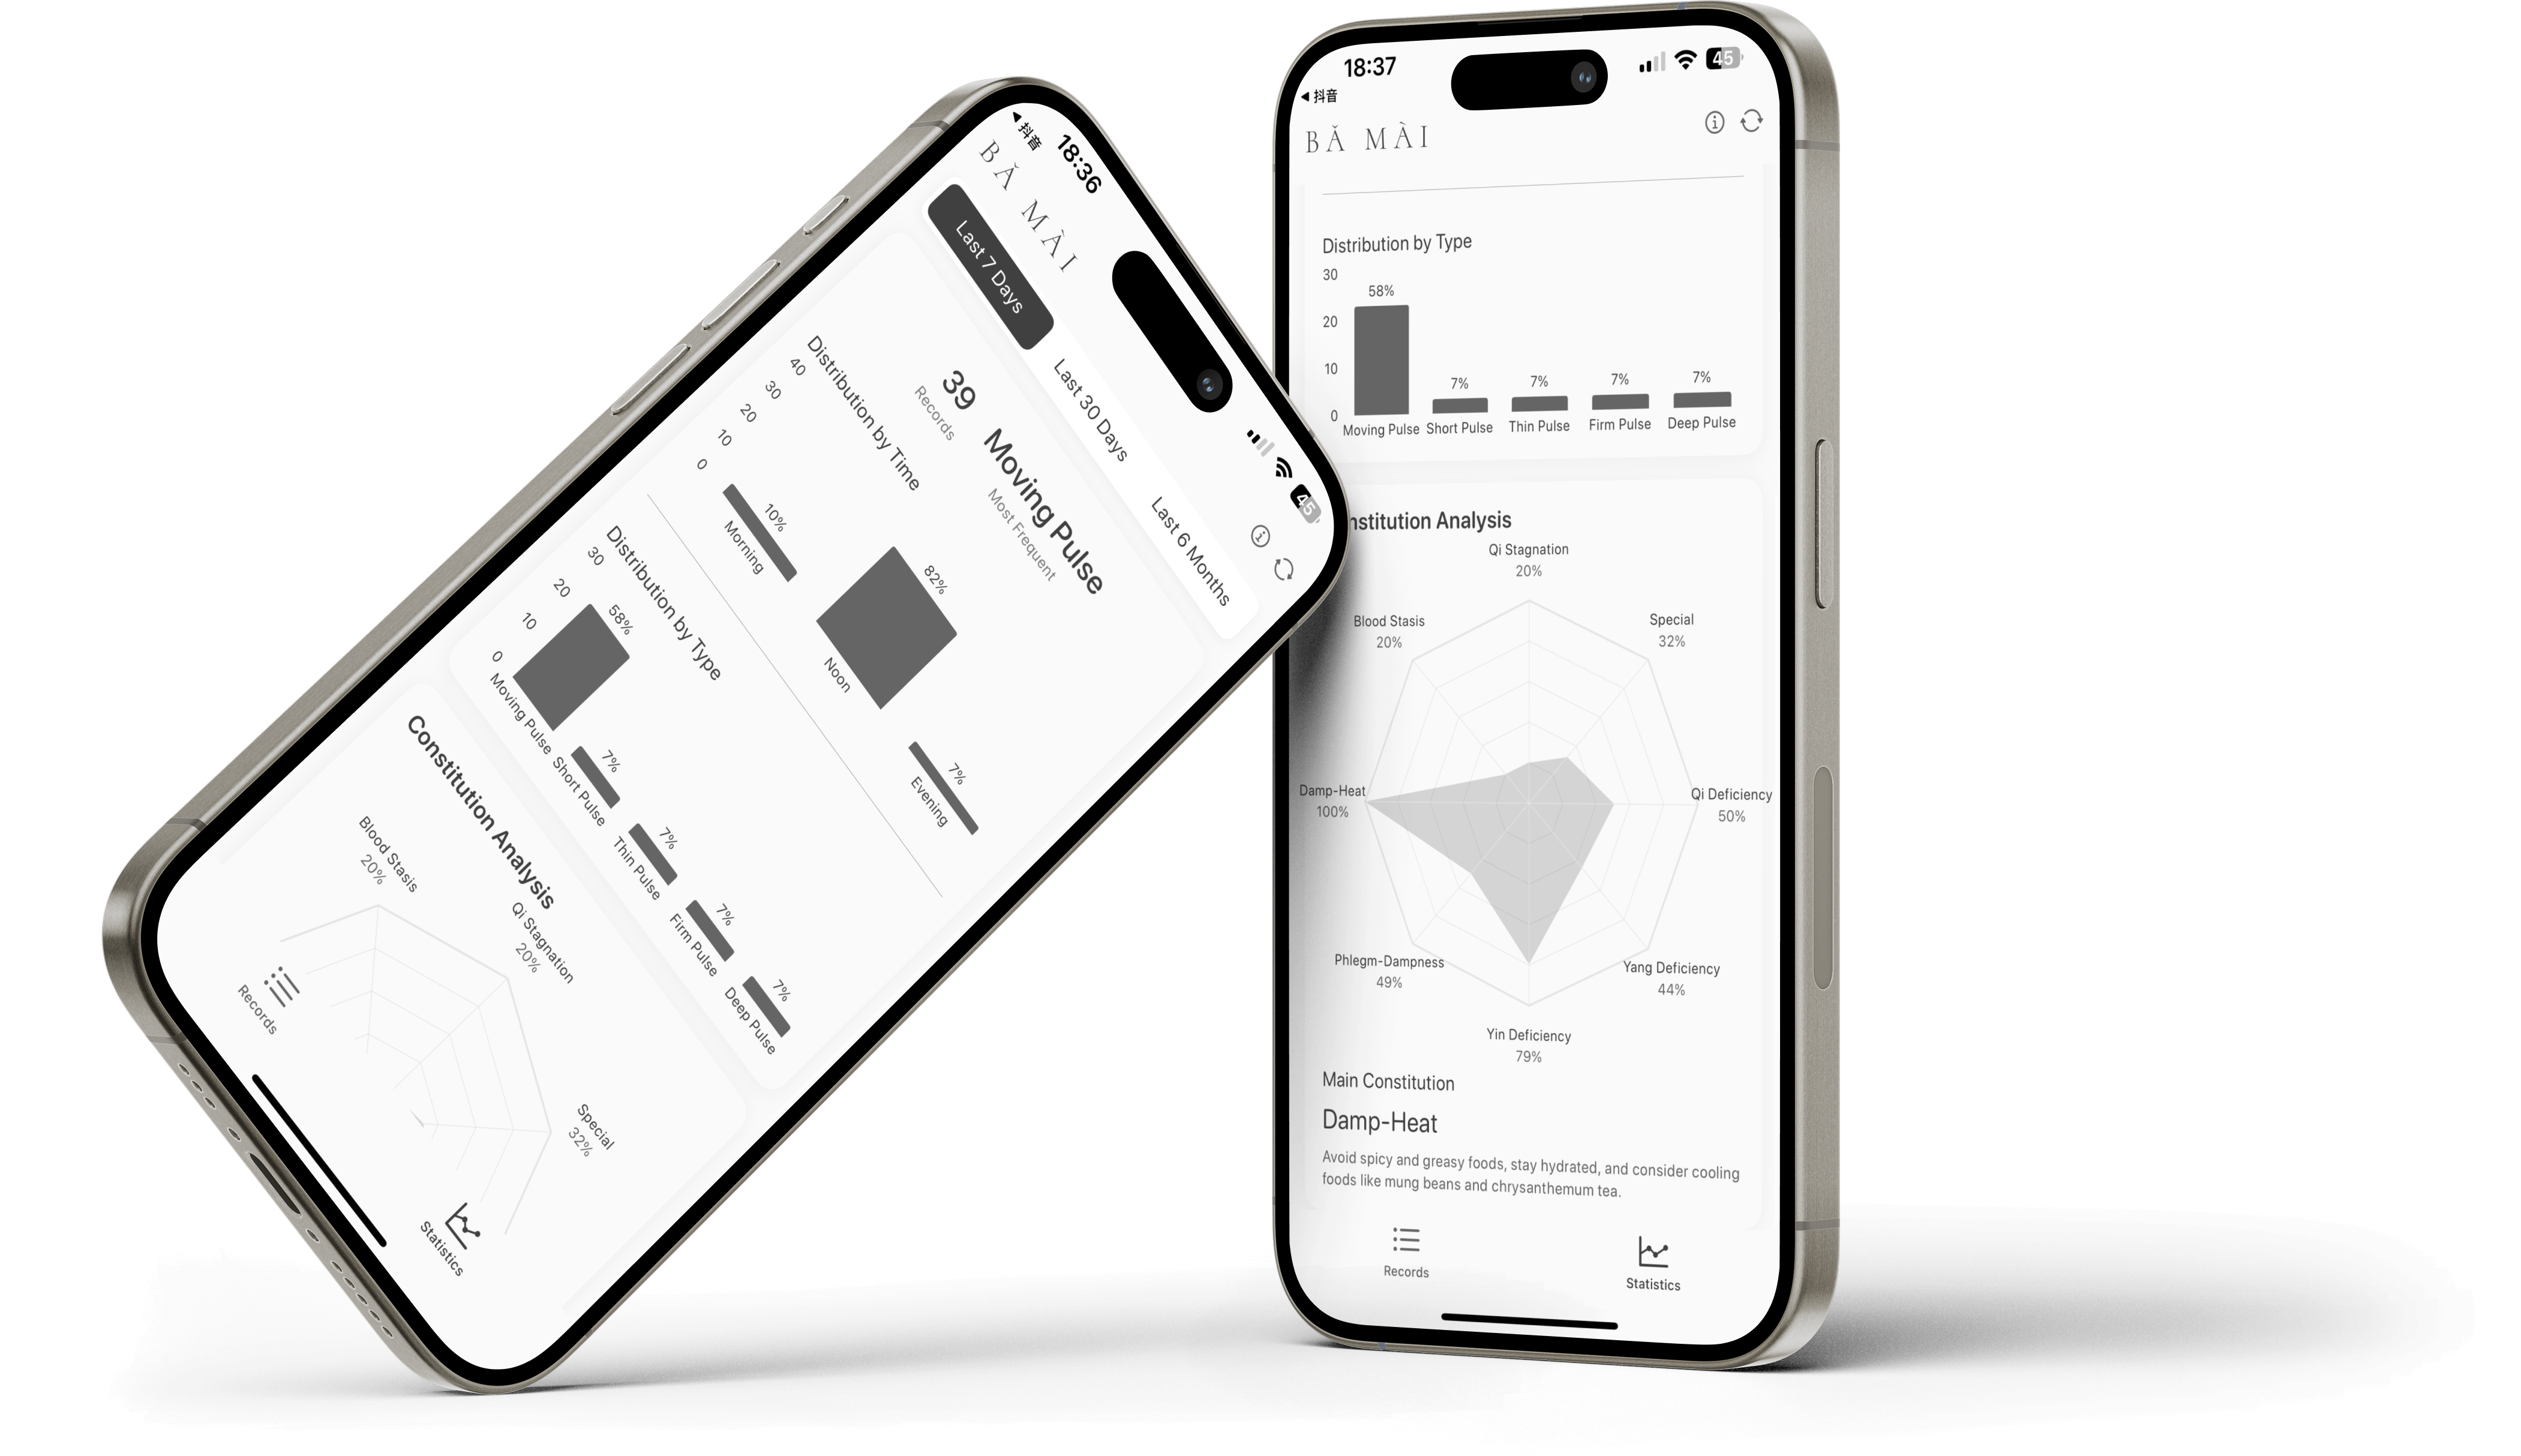 18:36
◀ 抖音
BǍ MÀI
Last 7 Days Last 30 Days Last 6 Months
39 Moving Pulse
Records Most Frequent
Distribution by Time
40
30
20
10
0
10% 82% 7%
Morning Noon Evening
Distribution by Type
30
20
10
0
58% 7% 7% 7% 7%
Moving Pulse Short Pulse Thin Pulse Firm Pulse Deep Pulse
Constitution Analysis
Qi Stagnation
20%
Blood Stasis
20%
Special
32%
Records Statistics
45
18:37
45
◀ 抖音
BǍ MÀI
Distribution by Type
30
20
10
0
58% 7% 7% 7% 7%
Moving Pulse Short Pulse Thin Pulse Firm Pulse Deep Pulse
nstitution Analysis
Qi Stagnation
20%
Blood Stasis
20%
Special
32%
Damp-Heat
100%
Qi Deficiency
50%
Phlegm-Dampness
49%
Yang Deficiency
44%
Yin Deficiency
79%
Main Constitution
Damp-Heat
Avoid spicy and greasy foods, stay hydrated, and consider cooling
foods like mung beans and chrysanthemum tea.
Records Statistics